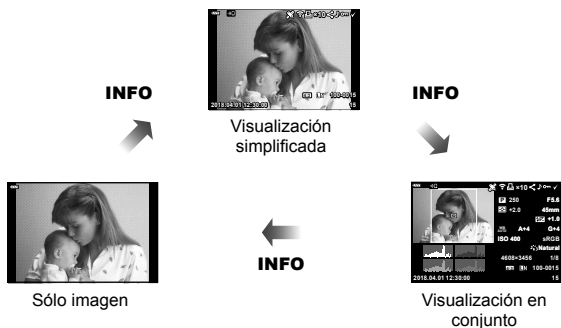 ×10
100-0015
2018.04.01 12:30:00 15
INFO
INFO
Visualización
simplificada
×10
P 250 F5.6
+2.0 45mm
+1.0
A+4 G+4
ISO 400 sRGB
Natural
4608×3456 1/8
100-0015
2018.04.01 12:30:00 15
INFO
Sólo imagen
Visualización en
conjunto